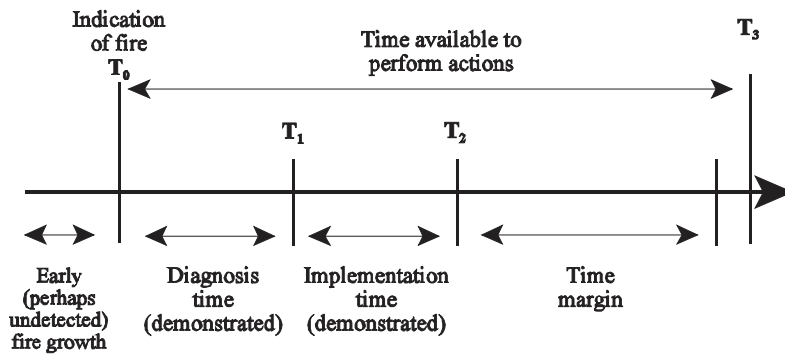 Indication
of fire
T₀
Time available to
perform actions
T₃
T₁
T₂
Early
(perhaps
undetected)
fire growth
Diagnosis
time
(demonstrated)
Implementation
time
(demonstrated)
Time
margin